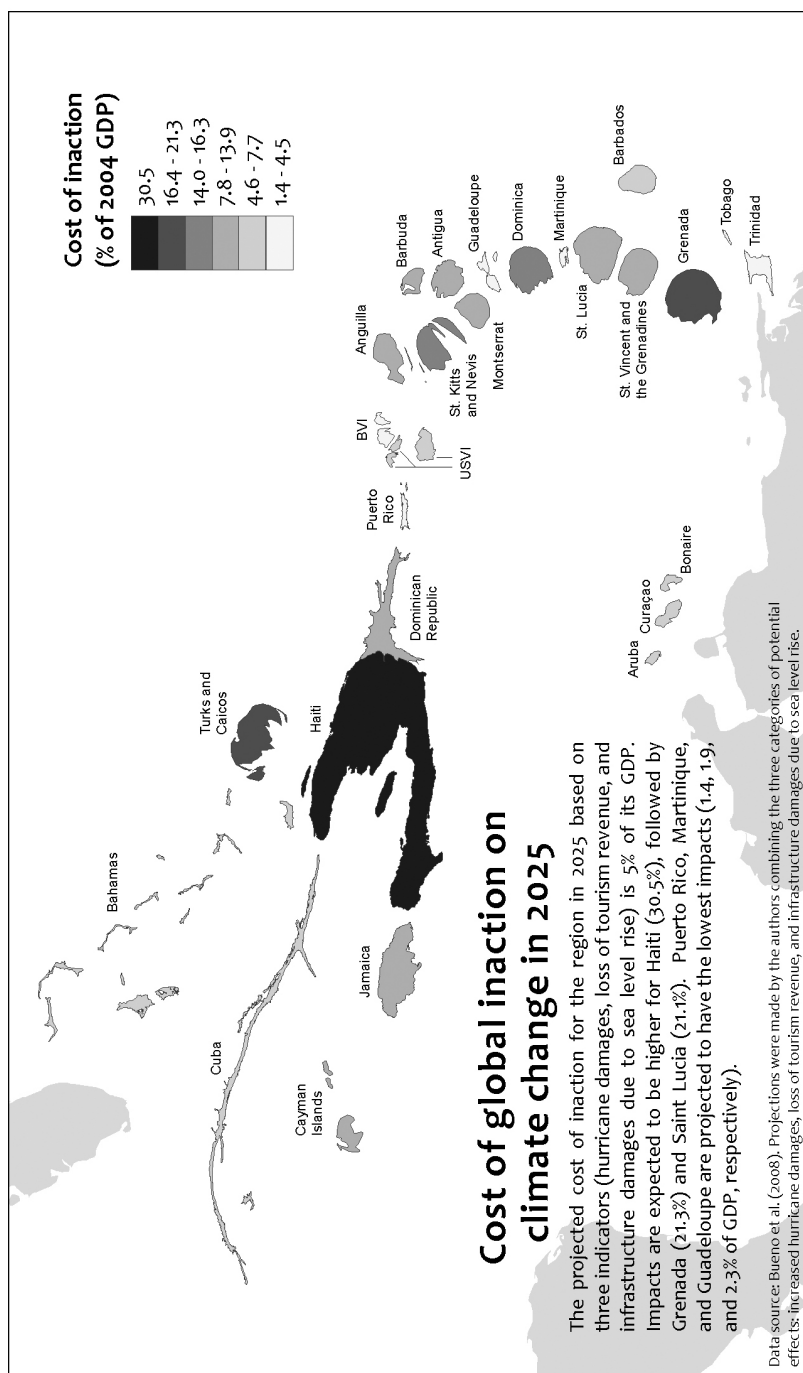 Cost of inaction
(% of 2004 GDP)
30.5
16.4 - 21.3
14.0 - 16.3
7.8 - 13.9
4.6 - 7.7
1.4 - 4.5
Bahamas
Turks and
Caicos
Cuba
Cayman
Islands
Jamaica
Haiti
Dominican
Republic
Puerto
Rico
BVI
USVI
Anguilla
St. Kitts
and Nevis
Barbuda
Antigua
Montserrat
Guadeloupe
Dominica
Martinique
St. Lucia
St. Vincent and
the Grenadines
Barbados
Grenada
Tobago
Trinidad
Aruba
Curaçao
Bonaire
Cost of global inaction on
climate change in 2025
The projected cost of inaction for the region in 2025 based on
three indicators (hurricane damages, loss of tourism revenue, and
infrastructure damages due to sea level rise) is 5% of its GDP.
Impacts are expected to be higher for Haiti (30.5%), followed by
Grenada (21.3%) and Saint Lucia (21.1%). Puerto Rico, Martinique,
and Guadeloupe are projected to have the lowest impacts (1.4, 1.9,
and 2.3% of GDP, respectively).
Data source: Bueno et al. (2008). Projections were made by the authors combining the three categories of potential
effects: increased hurricane damages, loss of tourism revenue, and infrastructure damages due to sea level rise.